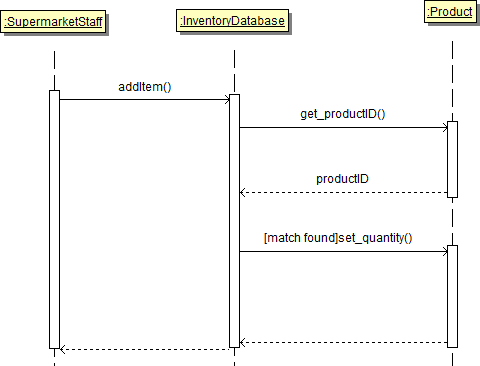 :SupermarketStaff
:InventoryDatabase
:Product
addItem()
get_productID()
productID
[match found]set_quantity()